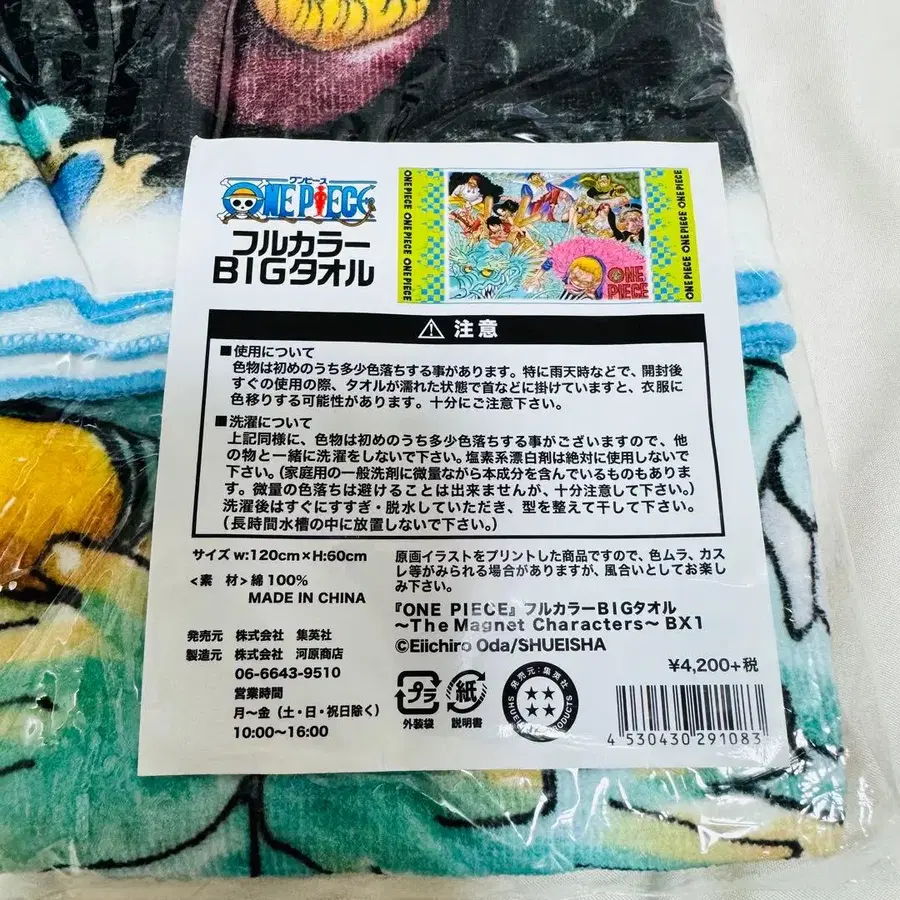 ワンピース
ONE PIECE
フルカラー
BIGタオル
ONE PIECE ONE PIECE
ONE PIECE
ONE PIECE ONE PIECE
注意
■使用について
色物は初めのうち多少色落ちする事があります。特に雨天時などで、開封後
すぐの使用の際、タオルが濡れた状態で首などに掛けていますと、衣服に
色移りする可能性があります。十分にご注意下さい。
■洗濯について
上記同様に、色物は初めのうち多少色落ちする事がございますので、他
の物と一緒に洗濯をしないで下さい。塩素系漂白剤は絶対に使用しないで
下さい。(家庭用の一般洗剤に微量ながら本成分を含んでいるものもありま
す。微量の色落ちは避けることは出来ませんが、十分注意して下さい。)
洗濯後はすぐにすすぎ・脱水していただき、型を整えて干して下さい。
(長時間水槽の中に放置しないで下さい。)
サイズ w:120cm×H:60cm
<素 材>綿100%
MADE IN CHINA
発売元 株式会社 集英社
製造元 株式会社 河原商店
06-6643-9510
営業時間
月〜金(土・日・祝日除く)
10:00〜16:00
原画イラストをプリントした商品ですので、色ムラ、カス
レ等がみられる場合がありますが、風合いとしてお楽し
み下さい。
『ONE PIECE』フルカラーBIGタオル
〜The Magnet Characters〜 BX1
©Eiichiro Oda/SHUEISHA
¥4,200+税
プラ
外装袋
紙
説明書
発売元:集英社
4 530430 291083